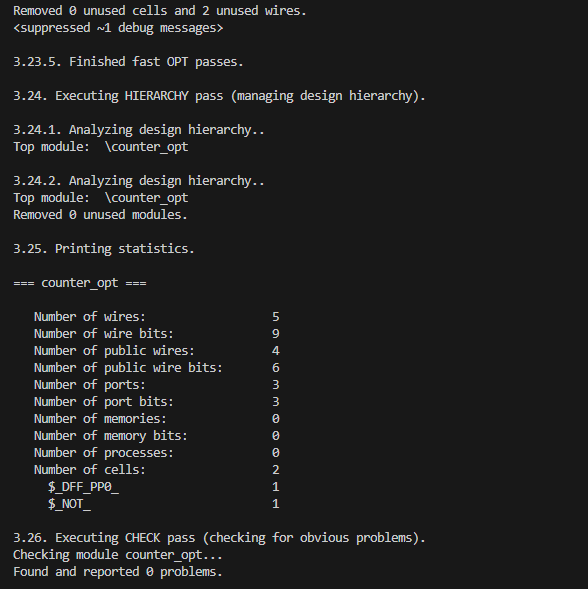 Removed 0 unused cells and 2 unused wires.
<suppressed ~1 debug messages>
3.23.5. Finished fast OPT passes.
3.24. Executing HIERARCHY pass (managing design hierarchy).
3.24.1. Analyzing design hierarchy..
Top module:  \counter_opt
3.24.2. Analyzing design hierarchy..
Top module:  \counter_opt
Removed 0 unused modules.
3.25. Printing statistics.
=== counter_opt ===
Number of wires: 5
Number of wire bits: 9
Number of public wires: 4
Number of public wire bits: 6
Number of ports: 3
Number of port bits: 3
Number of memories: 0
Number of memory bits: 0
Number of processes: 0
Number of cells: 2
$_DFF_PP0_ 1
$_NOT_ 1
3.26. Executing CHECK pass (checking for obvious problems).
Checking module counter_opt...
Found and reported 0 problems.